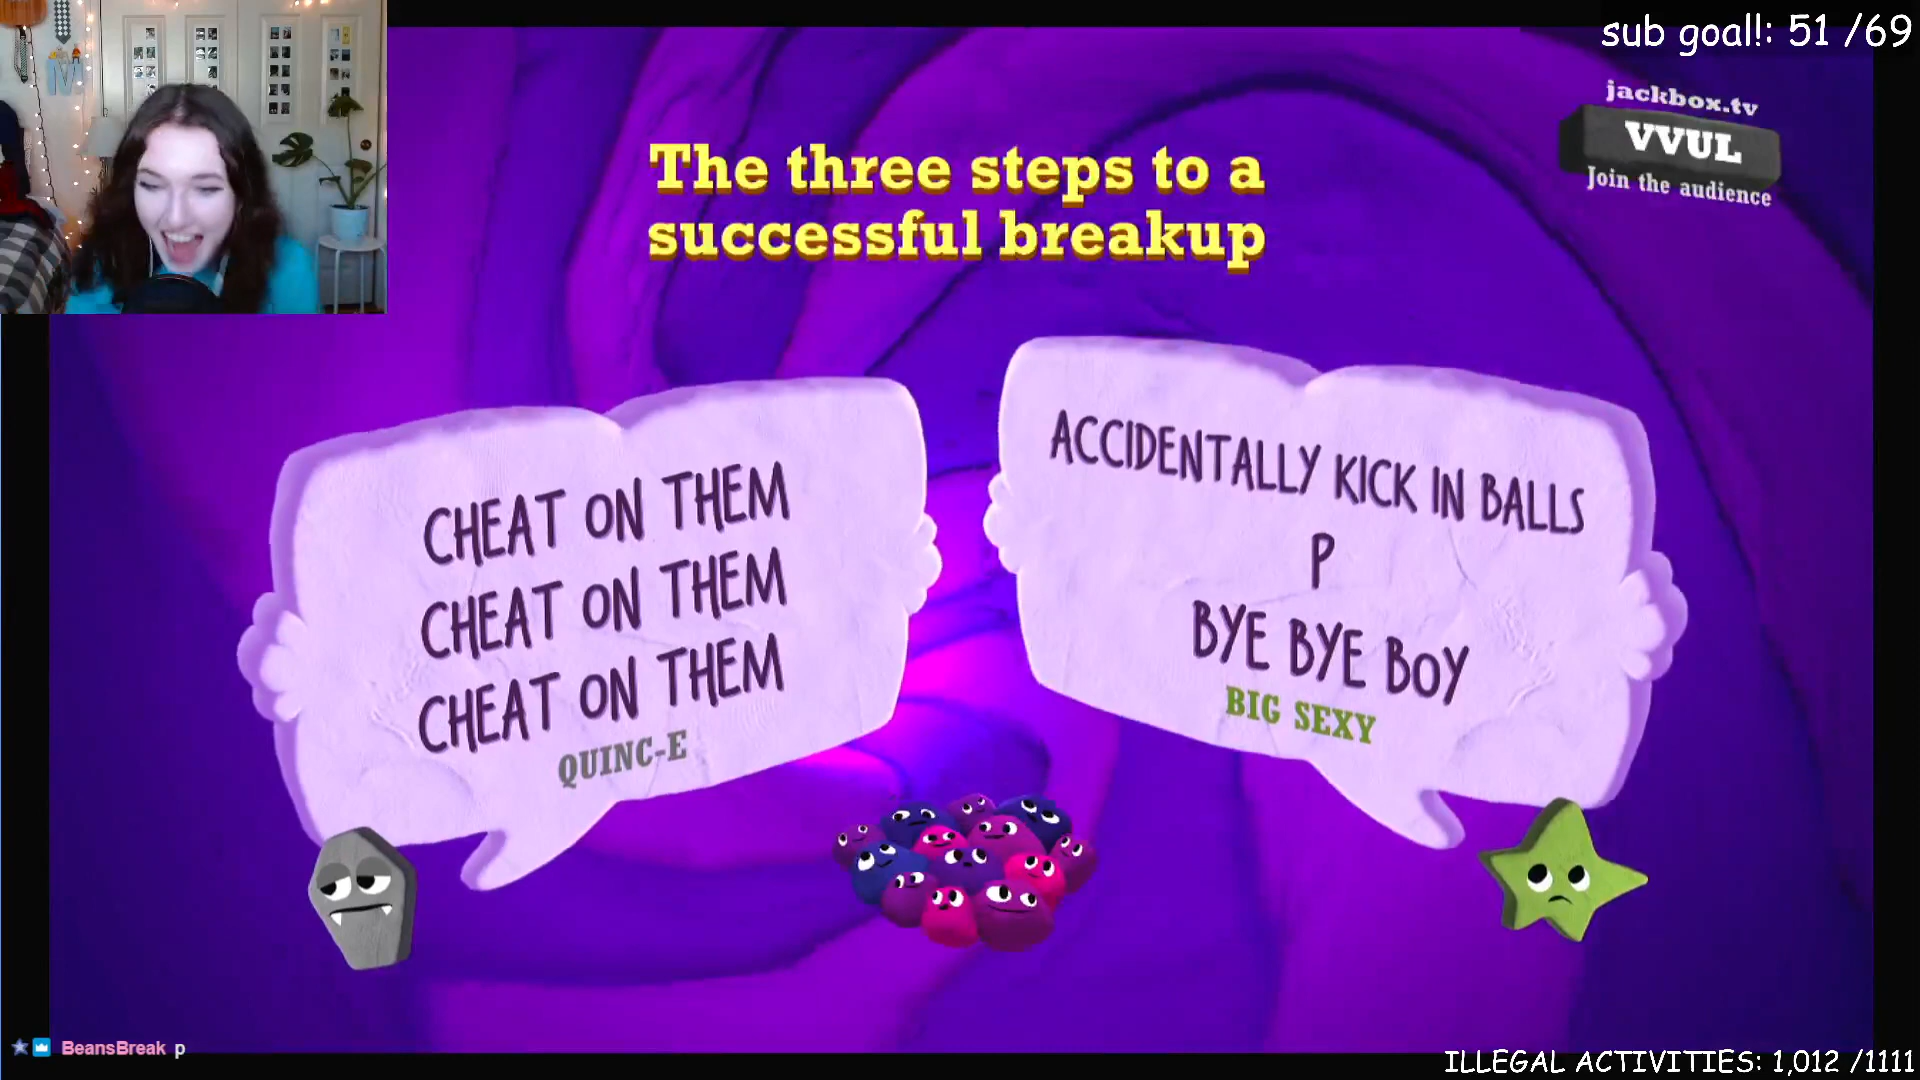 sub goal!: 51 /69
jackbox.tv
VVUL
Join the audience
The three steps to a
successful breakup
CHEAT ON THEM
CHEAT ON THEM
CHEAT ON THEM
QUINC-E
ACCIDENTALLY KICK IN BALLS
P
BYE BYE BOY
BIG SEXY
BeansBreak p
ILLEGAL ACTIVITIES: 1,012 /1111